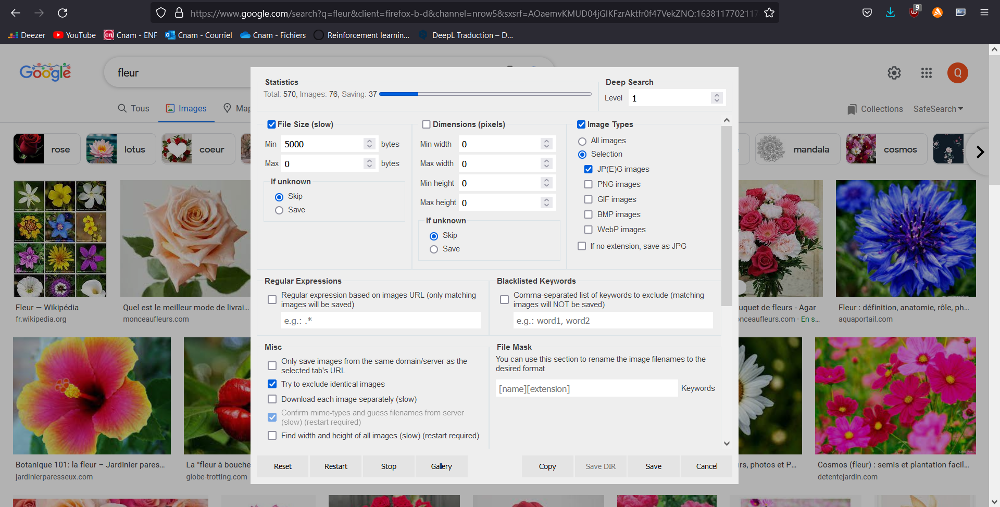 https://www.google.com/search?q=fleur&client=firefox-b-d&channel=nrow5&sxsrf=AOaemvKMUD04jGIKFzrAktfr0f47VekZNQ:1638117702117
9
Deezer YouTube Cnam - ENF Cnam - Courriel Cnam - Fichiers Reinforcement learnin... DeepL Traduction – D...
Google
fleur
Q
Tous Images Map
Collections SafeSearch
rose lotus coeur mandala cosmos
Statistics
Total: 570, Images: 76, Saving: 37
Deep Search
Level 1
File Size (slow)
Min 5000 bytes
Max 0 bytes
If unknown
Skip
Save
Dimensions (pixels)
Min width 0
Max width 0
Min height 0
Max height 0
If unknown
Skip
Save
Image Types
All images
Selection
JP(E)G images
PNG images
GIF images
BMP images
WebP images
If no extension, save as JPG
Regular Expressions
Regular expression based on images URL (only matching
images will be saved)
e.g.: .*
Blacklisted Keywords
Comma-separated list of keywords to exclude (matching
images will NOT be saved)
e.g.: word1, word2
Misc
Only save images from the same domain/server as the
selected tab's URL
Try to exclude identical images
Download each image separately (slow)
Confirm mime-types and guess filenames from server
(slow) (restart required)
Find width and height of all images (slow) (restart required)
File Mask
You can use this section to rename the image filenames to the
desired format
[name][extension] Keywords
Reset Restart Stop Gallery Copy Save DIR Save Cancel
Fleur — Wikipédia
fr.wikipedia.org
Quel est le meilleur mode de livrai...
monceaufleurs.com
uquet de fleurs - Agar
nceaufleurs.com · En s...
Fleur : définition, anatomie, rôle, ph...
aquaportail.com
Botanique 101: la fleur – Jardinier pares...
jardinierparesseux.com
La "fleur à bouche
globe-trotting.com
rs, photos et P...
Cosmos (fleur) : semis et plantation facil...
detentejardin.com